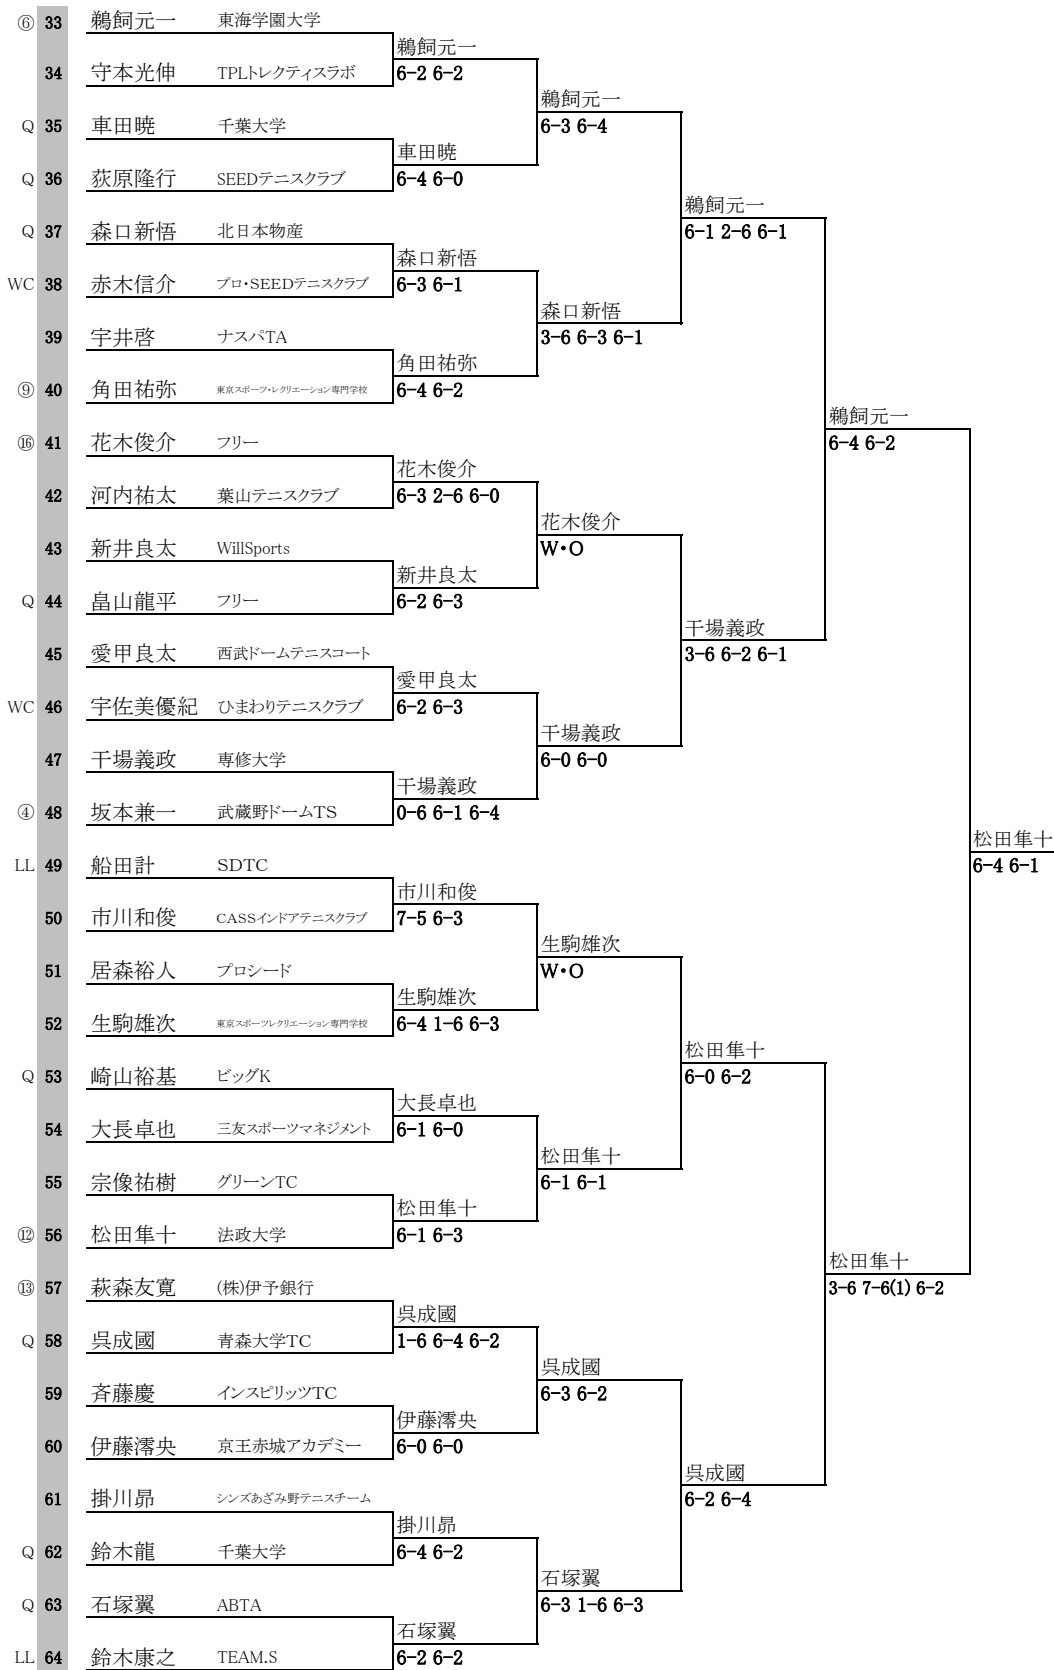 ⑥ 33 鵜飼元一 東海学園大学
鵜飼元一
34 守本光伸 TPLトレクティスラボ 6-2 6-2
鵜飼元一
Q 35 車田暁 千葉大学 6-3 6-4
車田暁
Q 36 荻原隆行 SEEDテニスクラブ 6-4 6-0
鵜飼元一
Q 37 森口新悟 北日本物産 6-1 2-6 6-1
森口新悟
WC 38 赤木信介 プロ・SEEDテニスクラブ 6-3 6-1
森口新悟
39 宇井啓 ナスパTA 3-6 6-3 6-1
角田祐弥
⑨ 40 角田祐弥 東京スポーツ・レクリエーション専門学校 6-4 6-2
鵜飼元一
⑯ 41 花木俊介 フリー 6-4 6-2
花木俊介
42 河内祐太 葉山テニスクラブ 6-3 2-6 6-0
花木俊介
43 新井良太 WillSports W・O
新井良太
Q 44 畠山龍平 フリー 6-2 6-3
干場義政
45 愛甲良太 西武ドームテニスコート 3-6 6-2 6-1
愛甲良太
WC 46 宇佐美優紀 ひまわりテニスクラブ 6-2 6-3
干場義政
47 干場義政 専修大学 6-0 6-0
干場義政
④ 48 坂本兼一 武蔵野ドームTS 0-6 6-1 6-4
松田隼十
LL 49 船田計 SDTC 6-4 6-1
市川和俊
50 市川和俊 CASSインドアテニスクラブ 7-5 6-3
生駒雄次
51 居森裕人 プロシード W・O
生駒雄次
52 生駒雄次 東京スポーツレクリエーション専門学校 6-4 1-6 6-3
松田隼十
Q 53 崎山裕基 ビッグK 6-0 6-2
大長卓也
54 大長卓也 三友スポーツマネジメント 6-1 6-0
松田隼十
55 宗像祐樹 グリーンTC 6-1 6-1
松田隼十
⑫ 56 松田隼十 法政大学 6-1 6-3
松田隼十
⑬ 57 萩森友寛 (株)伊予銀行 3-6 7-6(1) 6-2
呉成國
Q 58 呉成國 青森大学TC 1-6 6-4 6-2
呉成國
59 斉藤慶 インスピリッツTC 6-3 6-2
伊藤澪央
60 伊藤澪央 京王赤城アカデミー 6-0 6-0
呉成國
61 掛川昴 シンズあざみ野テニスチーム 6-2 6-4
掛川昴
Q 62 鈴木龍 千葉大学 6-4 6-2
石塚翼
Q 63 石塚翼 ABTA 6-3 1-6 6-3
石塚翼
LL 64 鈴木康之 TEAM.S 6-2 6-2